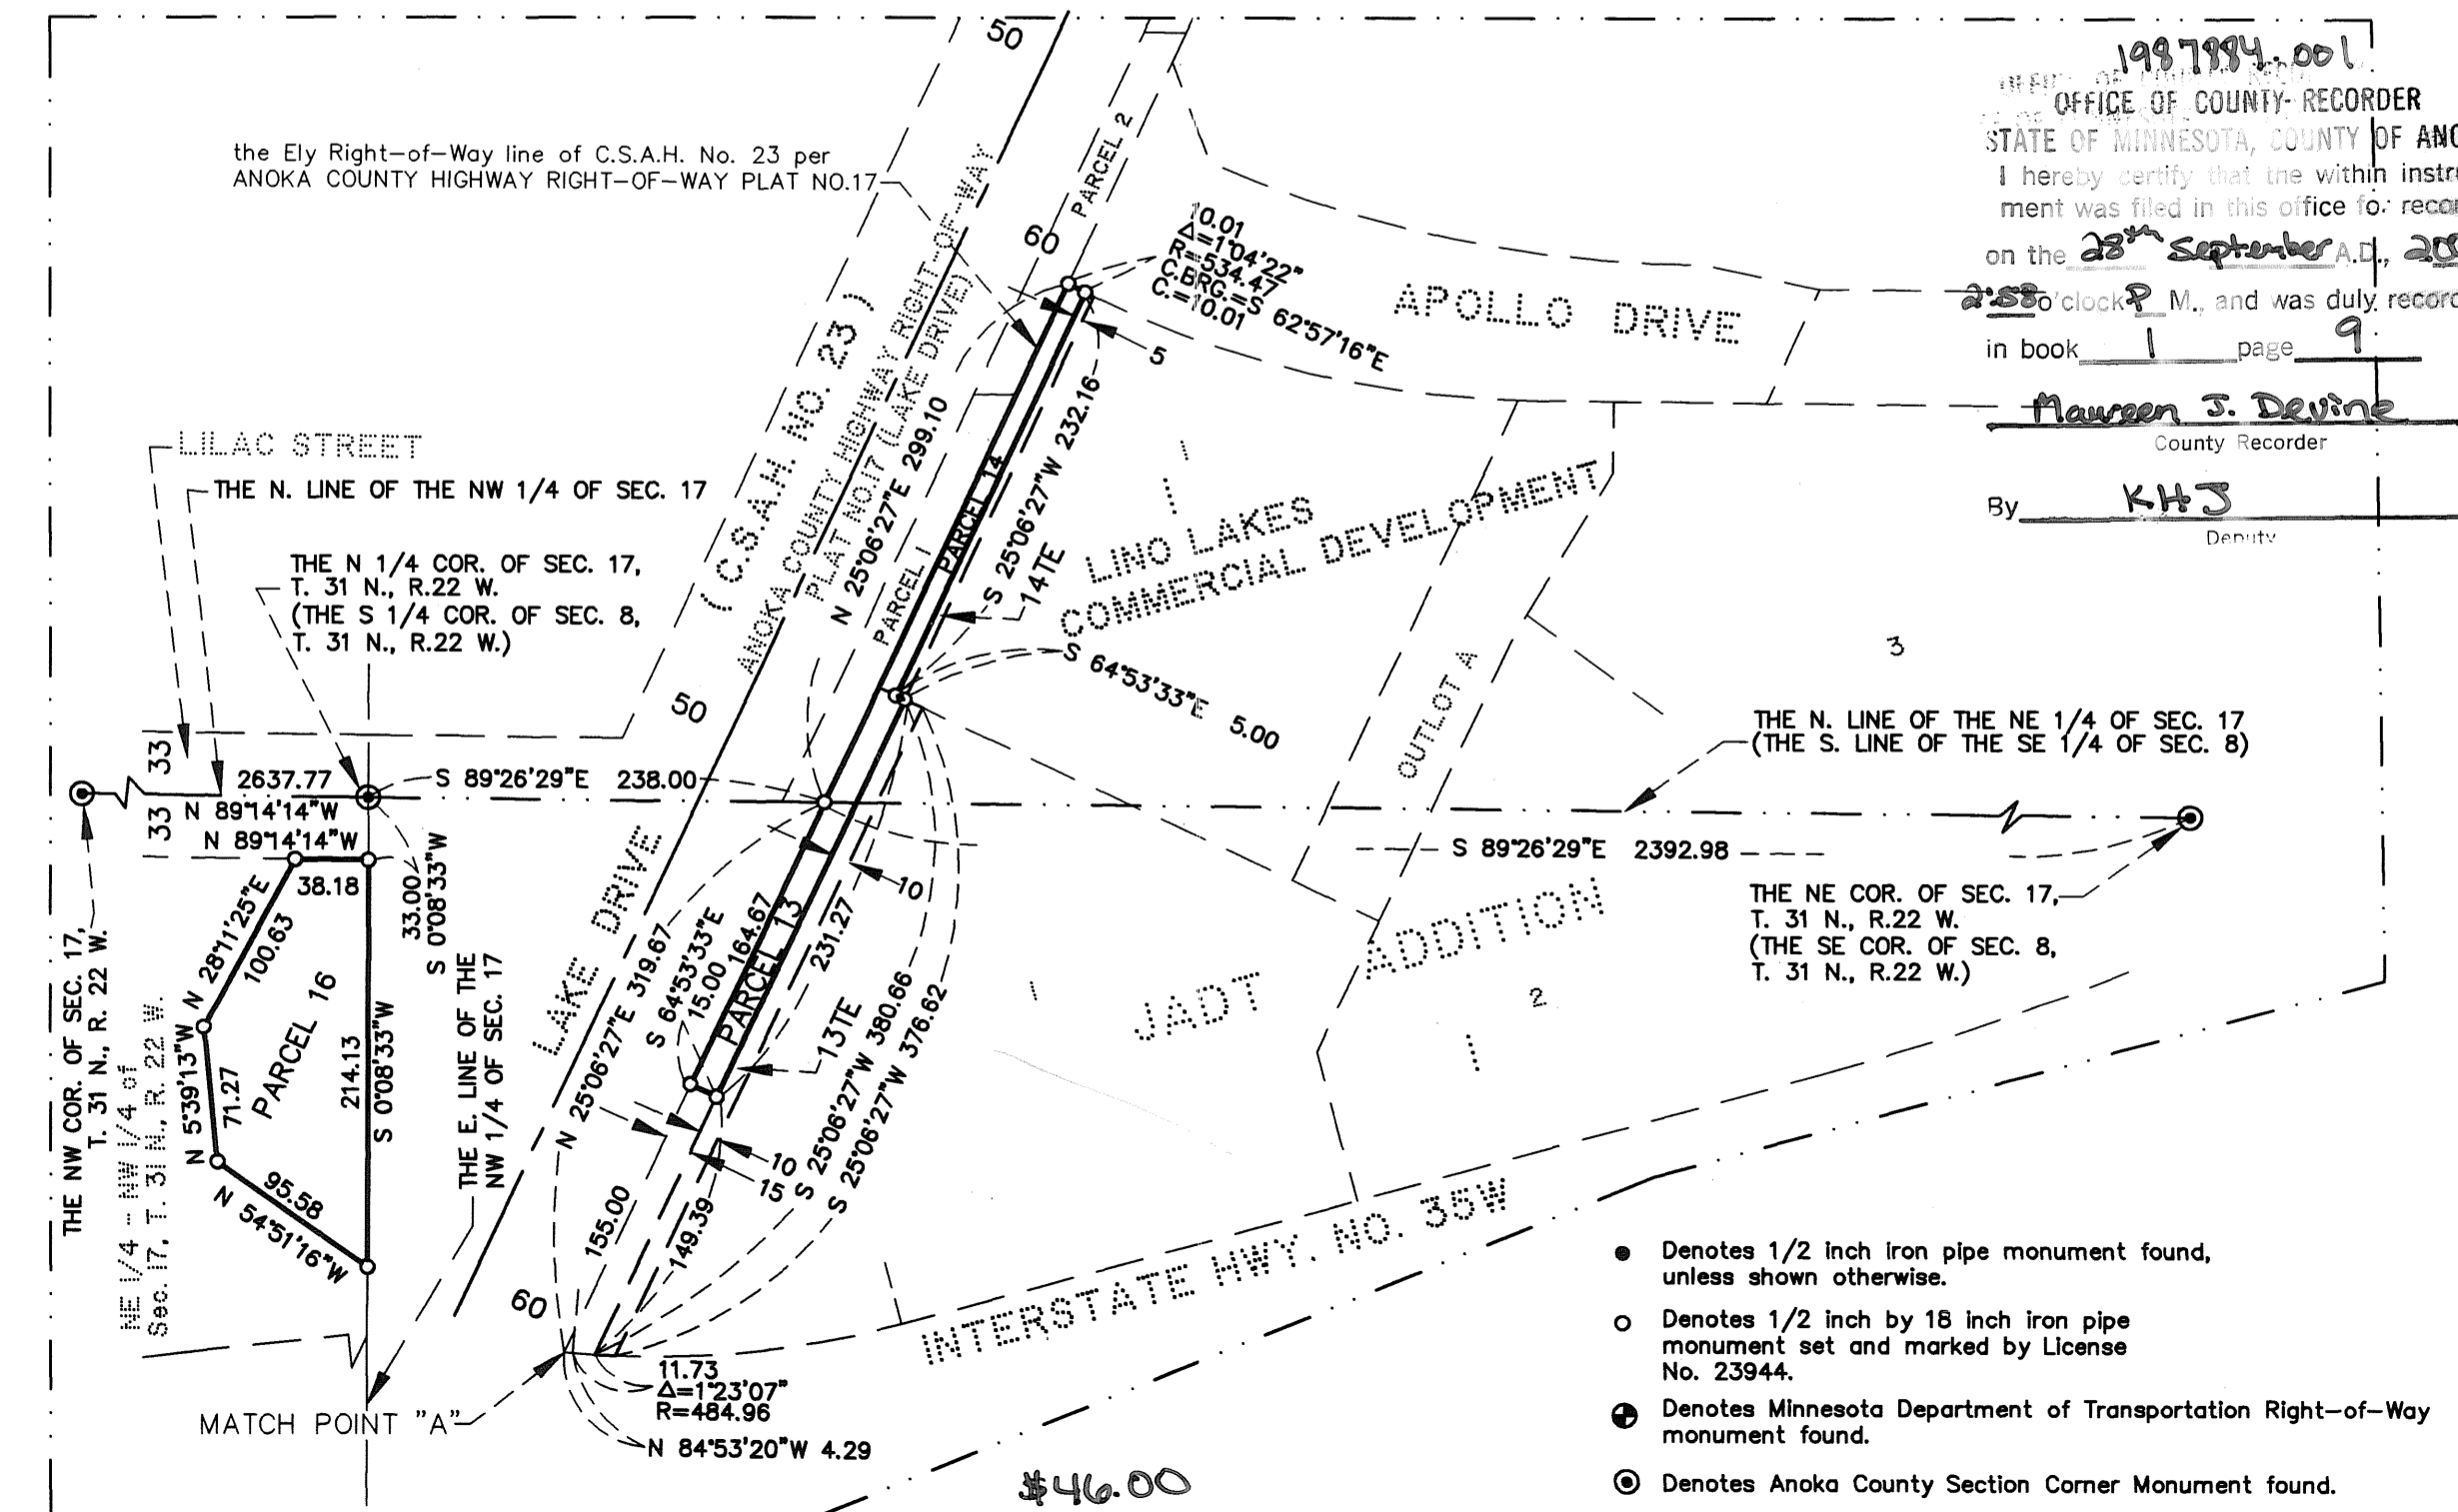 50
1987884.001
OFFICE OF COUNTY RECORDER
STATE OF MINNESOTA, COUNTY OF ANO
I hereby certify that the within instru
ment was filed in this office for recor
on the 28th September A.D., 20
2:58 o'clock P M., and was duly record
in book 1 page 9
Maureen J. Devine
County Recorder
By KHJ
Deputy
the Ely Right-of-Way line of C.S.A.H. No. 23 per
ANOKA COUNTY HIGHWAY RIGHT-OF-WAY PLAT NO.17
PARCEL 2
60
10.01
Δ=1°04'22"
R=534.47
C.BRG.=S 62°57'16"E
C.=10.01
5
APOLLO DRIVE
( C.S.A.H. NO. 23 )
ANOKA COUNTY HIGHWAY RIGHT-OF-WAY
PLAT NO.17 (LAKE DRIVE)
N 25°06'27"E 299.10
PARCEL 1
PARCEL 14
S 25°06'27"W 232.16
14TE
1
LINO LAKES
COMMERCIAL DEVELOPMENT
LILAC STREET
THE N. LINE OF THE NW 1/4 OF SEC. 17
THE N 1/4 COR. OF SEC. 17,
T. 31 N., R.22 W.
(THE S 1/4 COR. OF SEC. 8,
T. 31 N., R.22 W.)
50
S 64°53'33"E 5.00
OUTLOT A
3
THE N. LINE OF THE NE 1/4 OF SEC. 17
(THE S. LINE OF THE SE 1/4 OF SEC. 8)
33
33
2637.77
N 89°14'14"W
S 89°26'29"E 238.00
N 89°14'14"W
38.18
33.00
S 0°08'33"W
S 89°26'29"E 2392.98
THE NE COR. OF SEC. 17,
T. 31 N., R.22 W.
(THE SE COR. OF SEC. 8,
T. 31 N., R.22 W.)
THE NW COR. OF SEC. 17,
T. 31 N., R. 22 W.
NE 1/4 - NW 1/4 of
Sec. 17, T. 31 N., R. 22 W.
N 28°11'25"E
100.63
N 5°39'13"W
71.27
PARCEL 16
214.13
S 0°08'33"W
95.58
N 54°51'16"W
THE E. LINE OF THE
NW 1/4 OF SEC. 17
LAKE DRIVE
N 25°06'27"E 319.67
S 64°53'33"E
15.00
164.67
PARCEL 13
231.27
10
13TE
S 25°06'27"W 380.66
S 25°06'27"W 376.62
10
15
155.00
149.39
60
JADT ADDITION
1
2
1
INTERSTATE HWY. NO. 35W
11.73
Δ=1°23'07"
R=484.96
N 84°53'20"W 4.29
MATCH POINT "A"
$46.00
Denotes 1/2 inch iron pipe monument found,
unless shown otherwise.
Denotes 1/2 inch by 18 inch iron pipe
monument set and marked by License
No. 23944.
Denotes Minnesota Department of Transportation Right-of-Way
monument found.
Denotes Anoka County Section Corner Monument found.